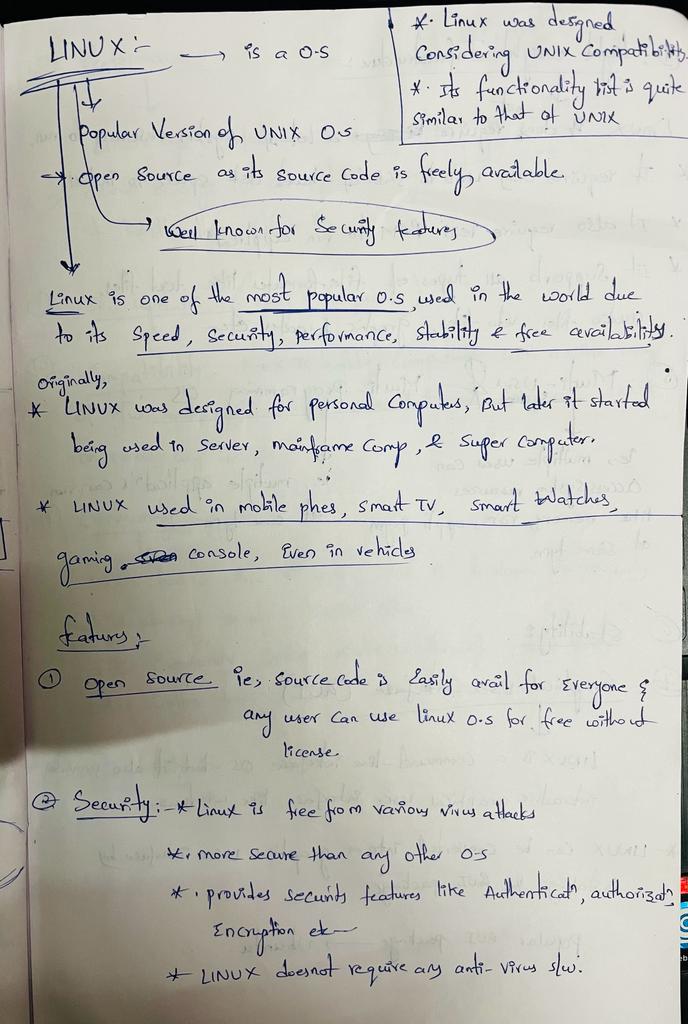 LINUX:- → is a O-S
*. Linux was designed
Considering UNIX Compatibility.
*. Its functionality list is quite
similar to that of UNIX
Popular Version of UNIX O.S
→ . Open Source as its source code is freely available
Well known for Security features
Linux is one of the most popular O.S, used in the world due
to its Speed, security, performance, stability & free availability.
Originally,
* LINUX was designed for personal Computers, But later it started
being used in server, mainframe comp, & Super computer.
* LINUX used in mobile phes, smart TV, smart Watches,
gaming, console, Even in vehicles
features:-
① Open source ie, source code is Easily avail for Everyone &
any user can use linux O.S for free without
license
② Security:- * Linux is free from various virus attacks
*. more secure than any other O-S
*. provides security features like Authenticatn, authorizatn,
Encryption etc
* LINUX doesnot require any anti-virus s/w.